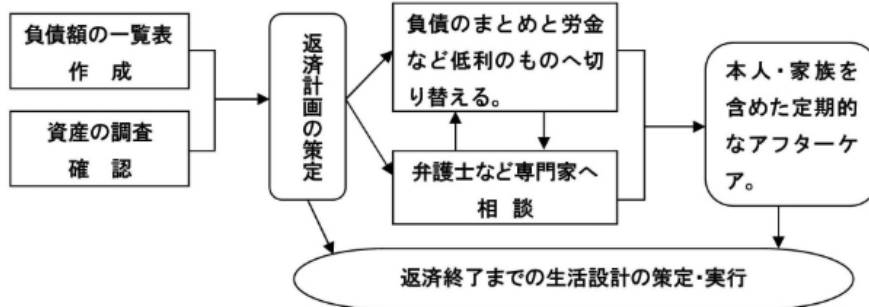 負債額の一覧表
作　成
資産の調査
確　認
返済計画の策定
負債のまとめと労金
など低利のものへ切
り替える。
弁護士など専門家へ
相　談
本人・家族を
含めた定期的
なアフターケ
ア。
返済終了までの生活設計の策定・実行